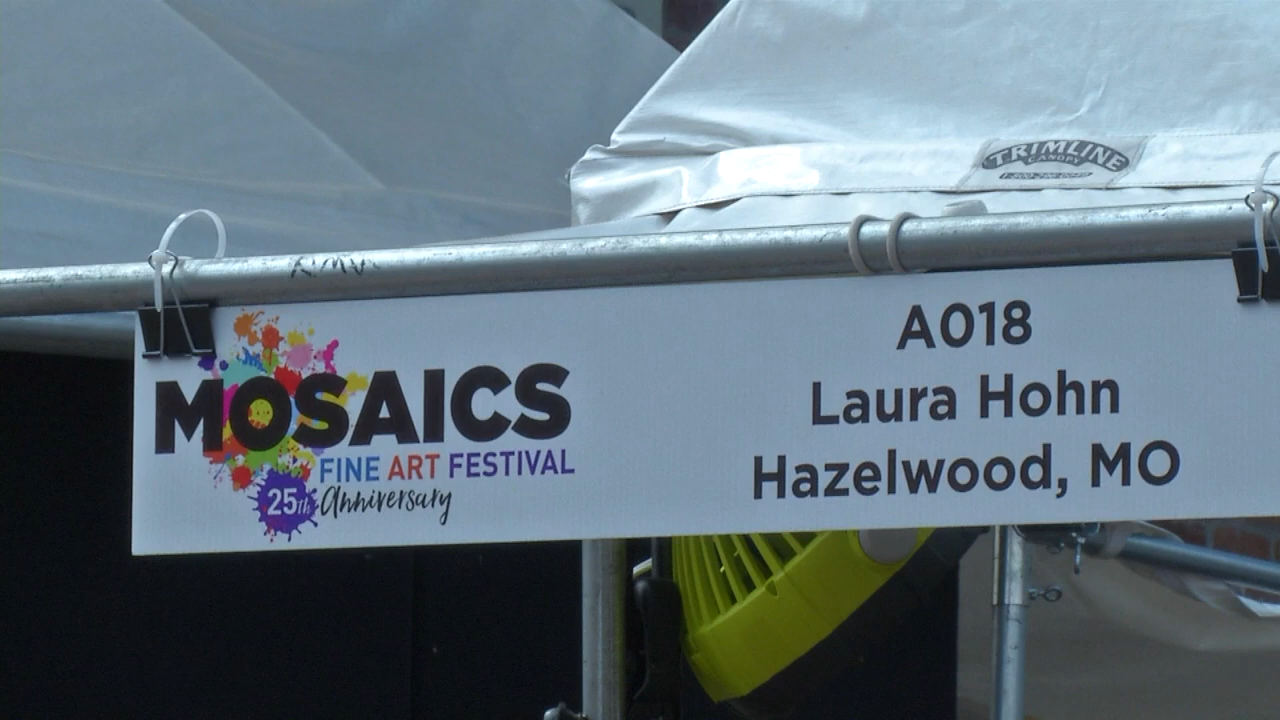 TRIMLINE
CANOPY
MOSAICS
FINE ART FESTIVAL
25th Anniversary
A018
Laura Hohn
Hazelwood, MO